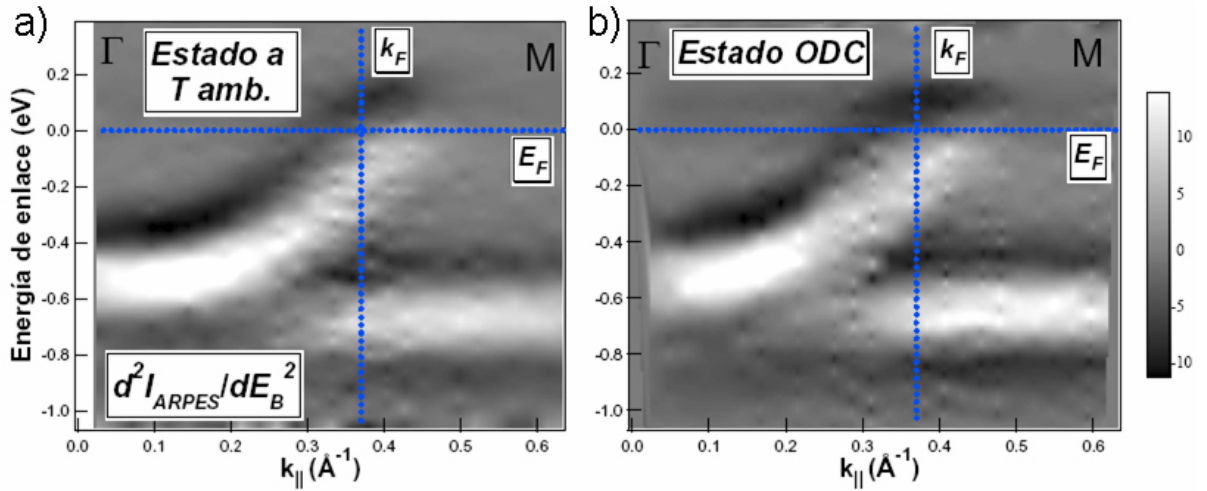 a)
Γ
Estado a
T amb.
k_F
M
0.2
0.0
-0.2
-0.4
-0.6
-0.8
-1.0
E_F
Energía de enlace (eV)
d²I_ARPES/dE_B²
0.0 0.1 0.2 0.3 0.4 0.5 0.6
k_|| (Å⁻¹)
b)
Γ
Estado ODC
k_F
M
0.2
0.0
-0.2
-0.4
-0.6
-0.8
-1.0
E_F
0.0 0.1 0.2 0.3 0.4 0.5 0.6
k_|| (Å⁻¹)
10
5
0
-5
-10